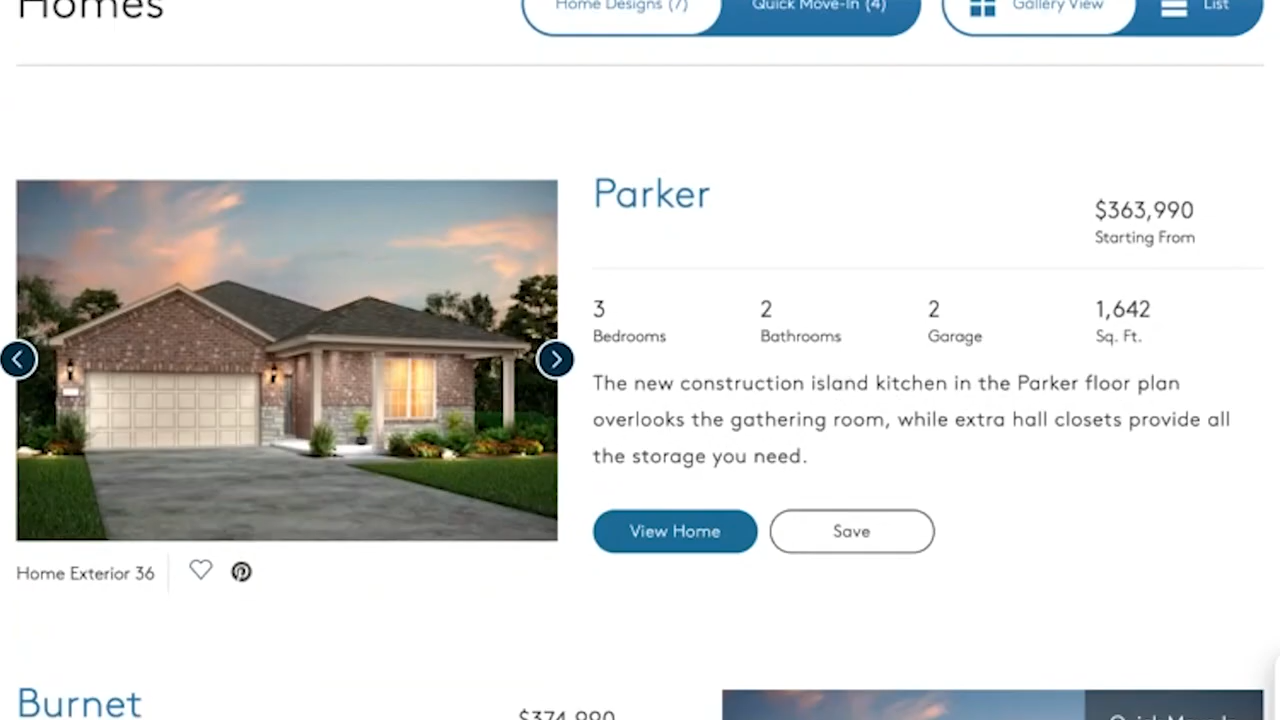 Homes
Home Designs (7)
Quick Move-In (4)
Gallery View
List
Parker
$363,990
Starting From
3
Bedrooms
2
Bathrooms
2
Garage
1,642
Sq. Ft.
The new construction island kitchen in the Parker floor plan
overlooks the gathering room, while extra hall closets provide all
the storage you need.
View Home
Save
Home Exterior 36
Burnet
$374,990